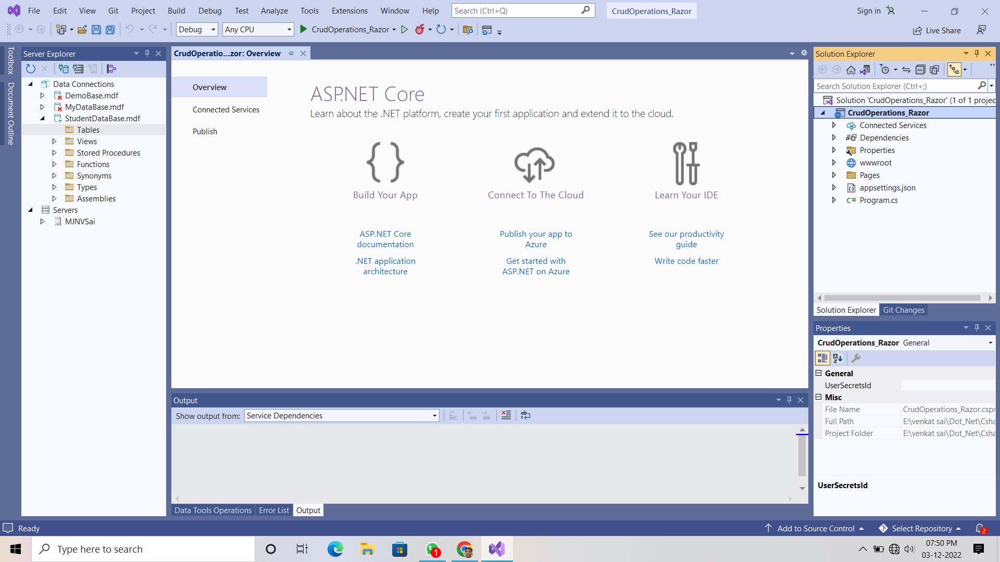 File Edit View Git Project Build Debug Test Analyze Tools Extensions Window Help Search (Ctrl+Q) CrudOperations_Razor Sign in
Debug Any CPU CrudOperations_Razor Live Share
Toolbox
Document Outline
Server Explorer
Data Connections
DemoBase.mdf
MyDataBase.mdf
StudentDataBase.mdf
Tables
Views
Stored Procedures
Functions
Synonyms
Types
Assemblies
Servers
MJNVSai
CrudOperatio...zor: Overview
Overview
Connected Services
Publish
ASP.NET Core
Learn about the .NET platform, create your first application and extend it to the cloud.
Build Your App
ASP.NET Core
documentation
.NET application
architecture
Connect To The Cloud
Publish your app to
Azure
Get started with
ASP.NET on Azure
Learn Your IDE
See our productivity
guide
Write code faster
Output
Show output from: Service Dependencies
Data Tools Operations Error List Output
Solution Explorer
Search Solution Explorer (Ctrl+;)
Solution 'CrudOperations_Razor' (1 of 1 projec
CrudOperations_Razor
Connected Services
Dependencies
Properties
wwwroot
Pages
appsettings.json
C# Program.cs
Solution Explorer Git Changes
Properties
CrudOperations_Razor General
General
UserSecretsId
Misc
File Name CrudOperations_Razor.cspr
Full Path E:\venkat sai\Dot_Net\Csha
Project Folder E:\venkat sai\Dot_Net\Csha
UserSecretsId
Ready Add to Source Control Select Repository 2
Type here to search 1 07:50 PM
03-12-2022